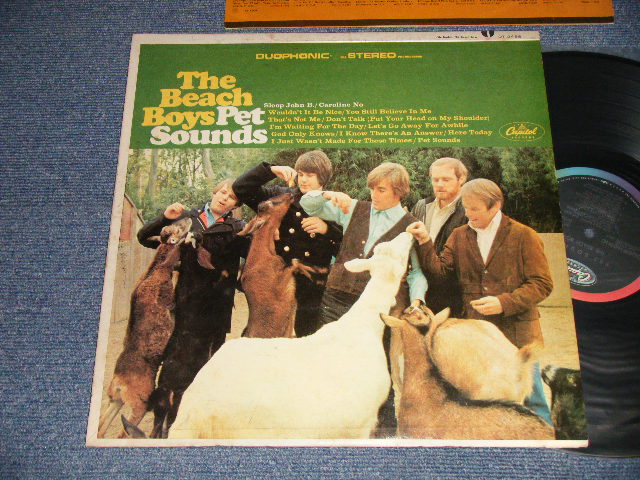 DUOPHONIC
STEREO
The
Beach
Boys Pet
Sounds
Sloop John B./Caroline No
Wouldn't It Be Nice/You Still Believe In Me
That's Not Me/Don't Talk (Put Your Head on My Shoulder)
I'm Waiting For The Day/Let's Go Away For Awhile
God Only Knows/I Know There's An Answer/Here Today
I Just Wasn't Made For These Times/Pet Sounds
Capitol